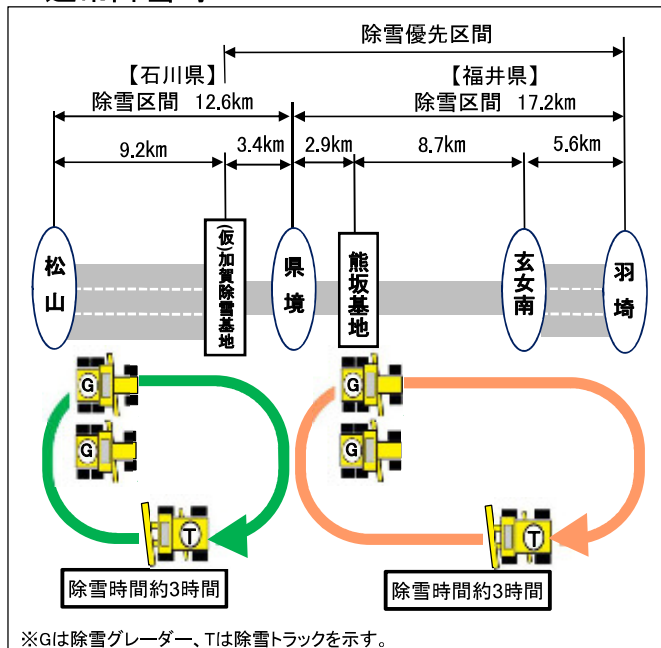 除雪優先区間
【石川県】
除雪区間 12.6km
【福井県】
除雪区間 17.2km
9.2km
3.4km
2.9km
8.7km
5.6km
松山
(仮)加賀除雪基地
県境
熊坂基地
玄女南
羽埼
G
G
T
G
G
T
除雪時間約3時間
除雪時間約3時間
※Gは除雪グレーダー、Tは除雪トラックを示す。